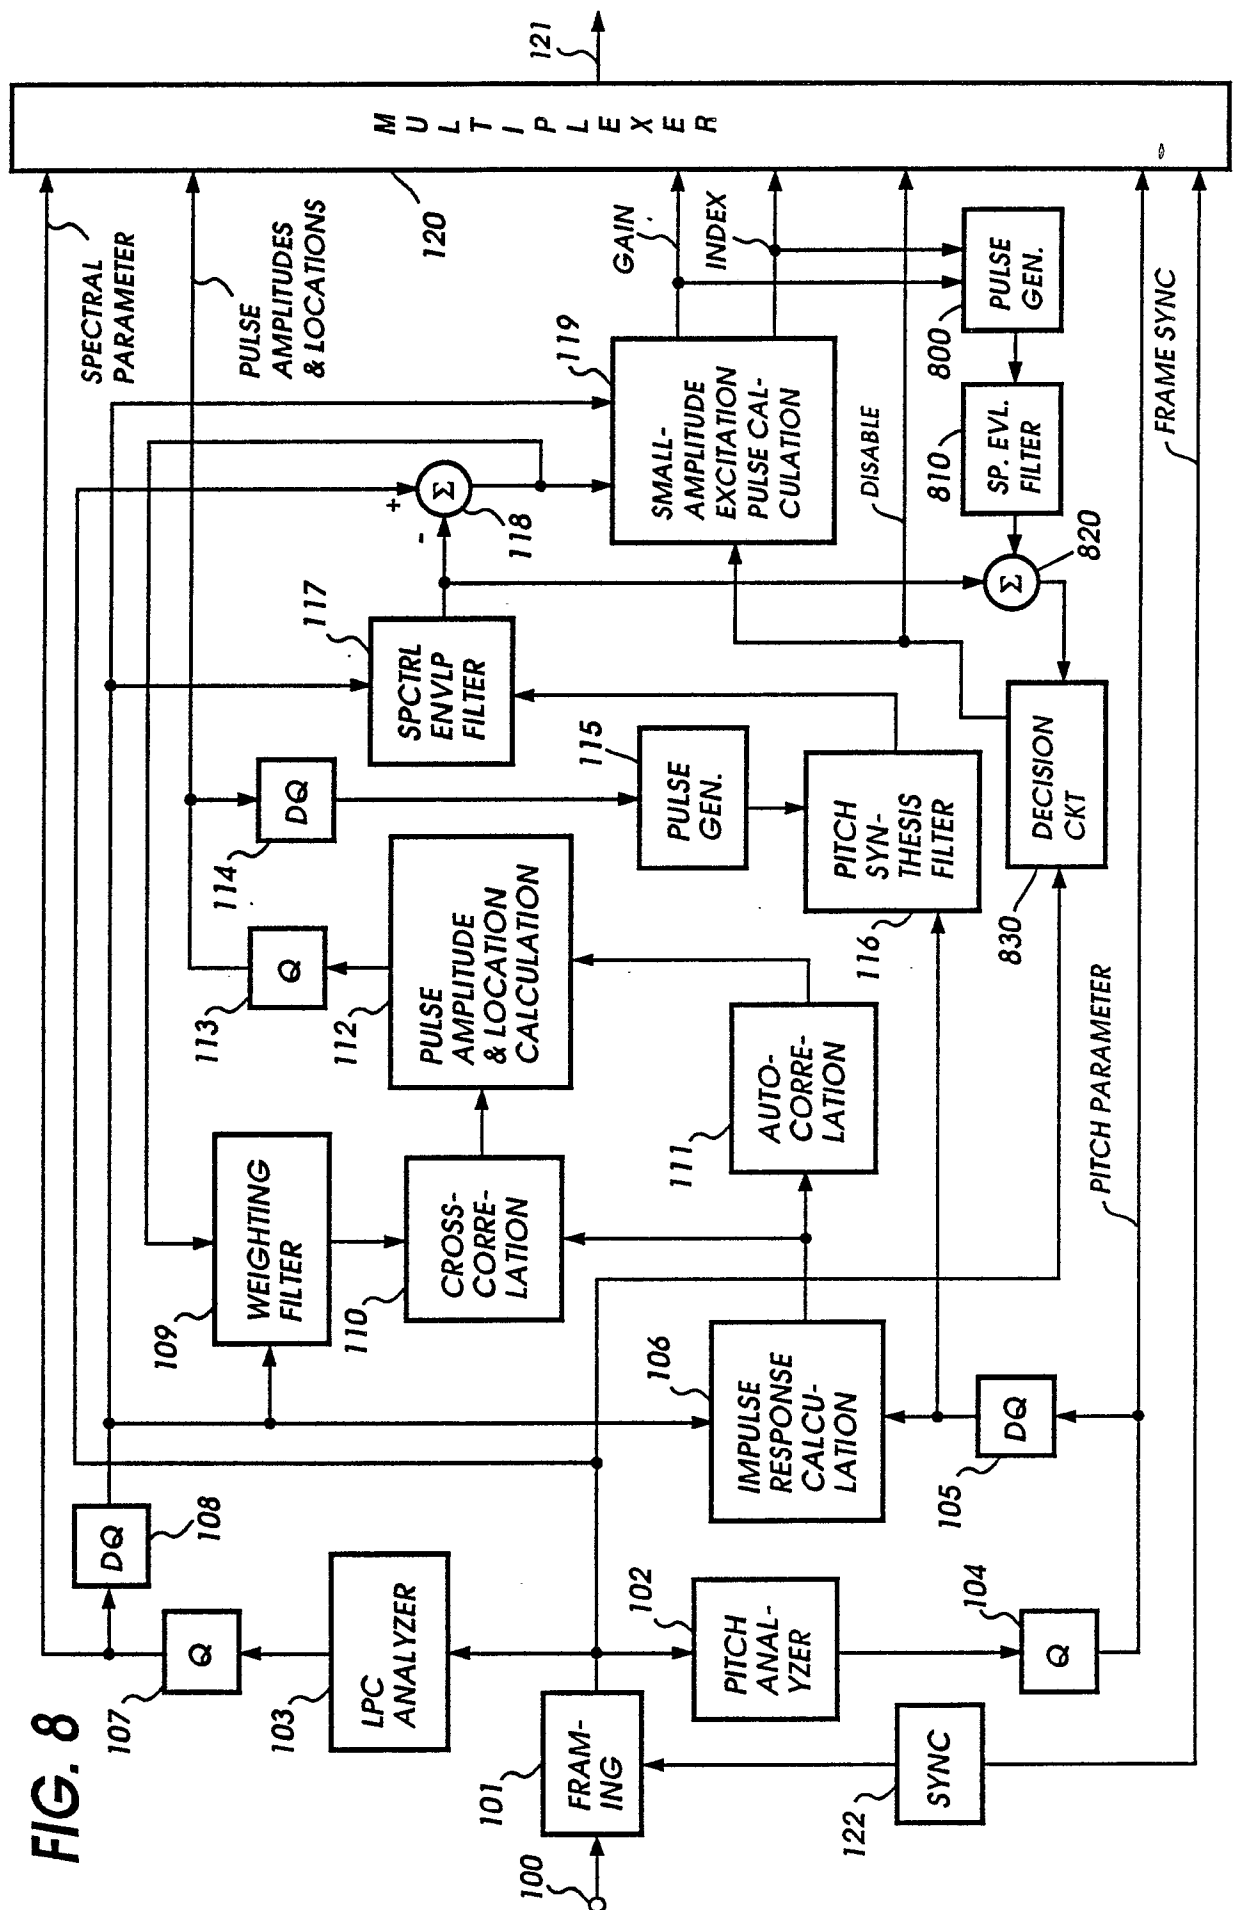 FIG. 8
SPECTRAL
PARAMETER
PULSE
AMPLITUDES
& LOCATIONS
120
MULTIPLEXER
121
107
Q
DQ
108
103
LPC
ANALYZER
100
101
FRAM-
ING
102
PITCH
ANAL-
YZER
104
Q
122
SYNC
105
DQ
106
IMPULSE
RESPONSE
CALCU-
LATION
109
WEIGHTING
FILTER
110
CROSS-
CORRE-
LATION
111
AUTO-
CORRE-
LATION
112
PULSE
AMPLITUDE
& LOCATION
CALCULATION
113
Q
114
DQ
115
PULSE
GEN.
116
PITCH
SYN-
THESIS
FILTER
117
SPCTRL
ENVLP
FILTER
+
-
Σ
118
119
SMALL-
AMPLITUDE
EXCITATION
PULSE CAL-
CULATION
GAIN
INDEX
DISABLE
800
PULSE
GEN.
810
SP. EVL.
FILTER
Σ
820
830
DECISION
CKT
PITCH PARAMETER
FRAME SYNC